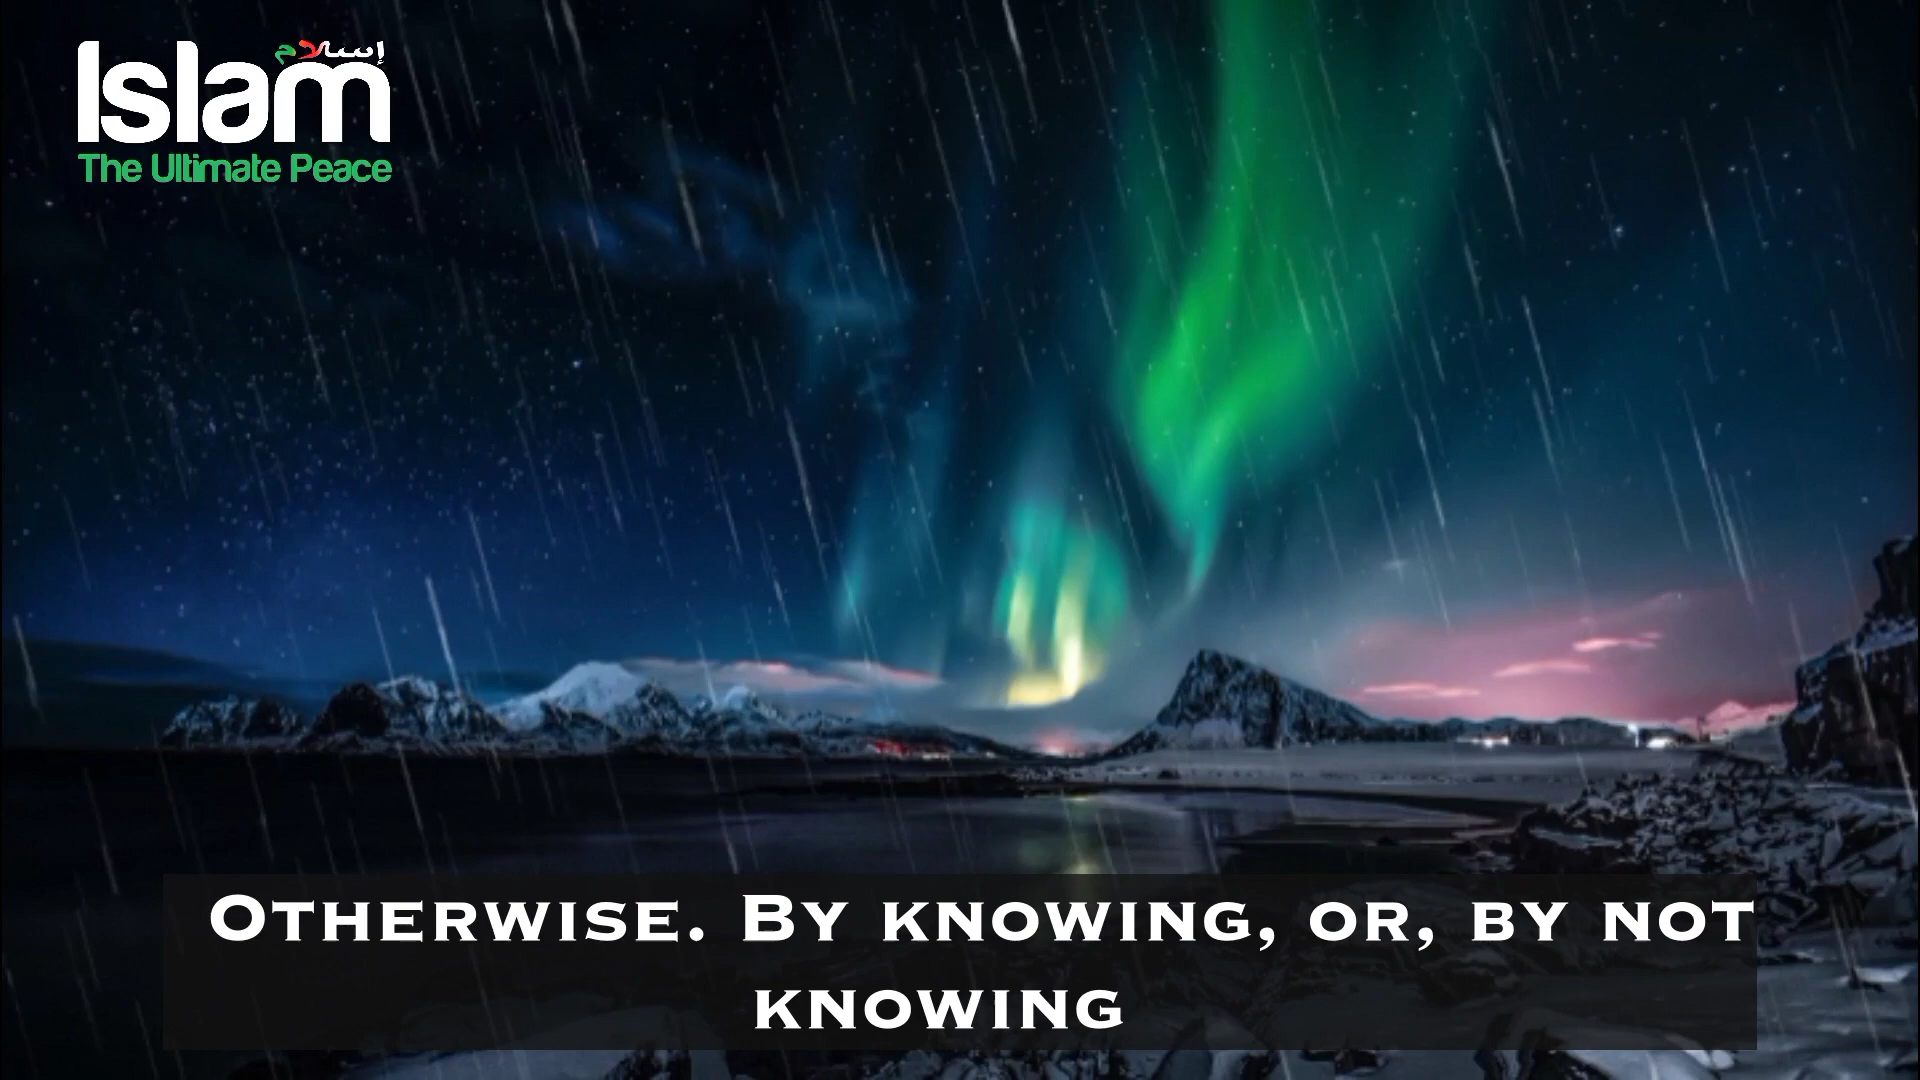 إسلام
Islam
The Ultimate Peace
Otherwise. By knowing, or, by not
knowing